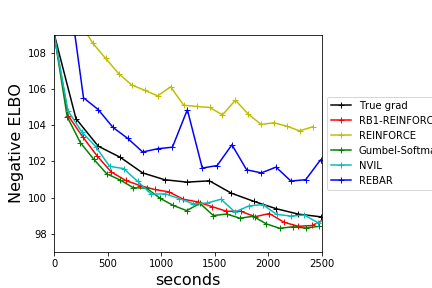 108
106
104
102
100
98
Negative ELBO
0
500
1000
1500
2000
2500
seconds
True grad
RB1-REINFORC
REINFORCE
Gumbel-Softma
NVIL
REBAR